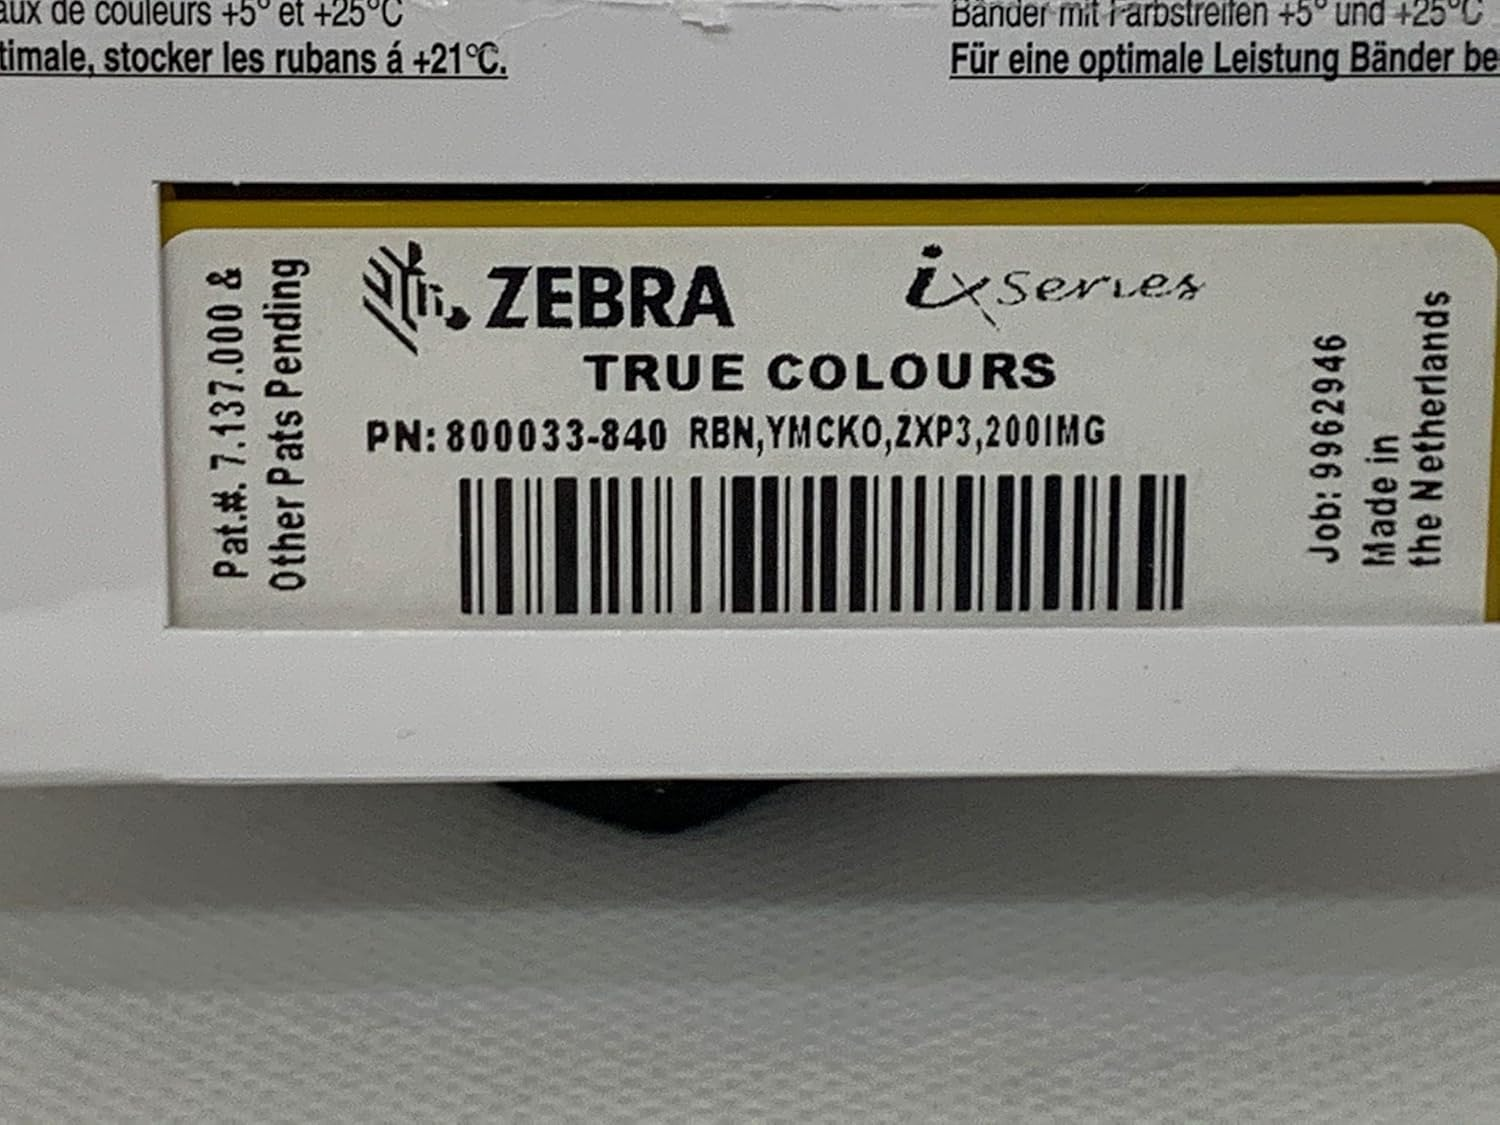 aux de couleurs +5° et +25°C
timale, stocker les rubans á +21°C.
Bänder mit Farbstreifen +5° und +25°C
Für eine optimale Leistung Bänder be
Pat.#. 7.137.000 &
Other Pats Pending
ZEBRA
ixseries
TRUE COLOURS
PN: 800033-840 RBN,YMCKO,ZXP3,200IMG
Job: 9962946
Made in
the Netherlands